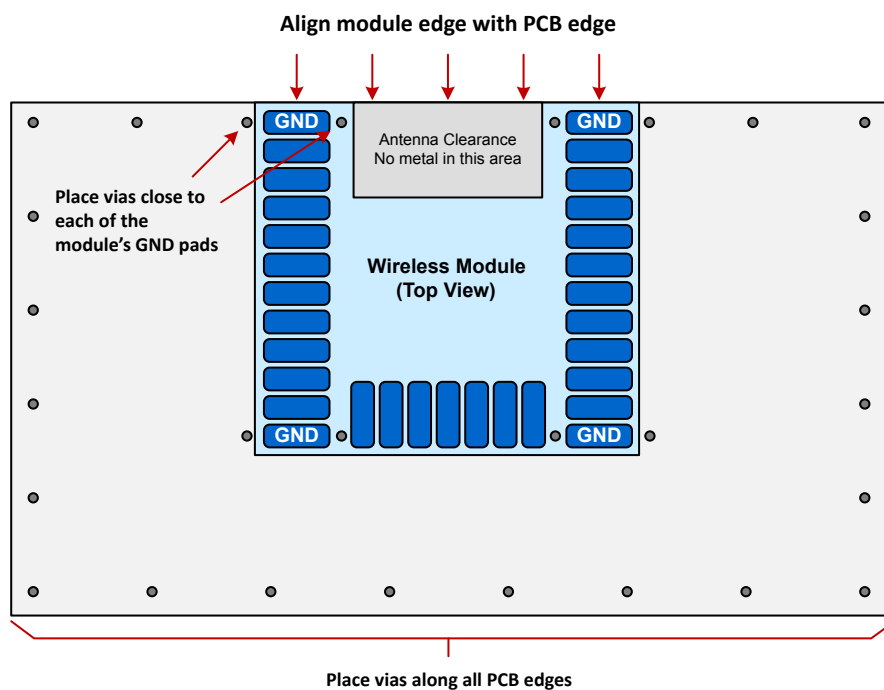 Align module edge with PCB edge
GND
GND
Antenna Clearance
No metal in this area
Place vias close to
each of the
module's GND pads
Wireless Module
(Top View)
GND
GND
Place vias along all PCB edges